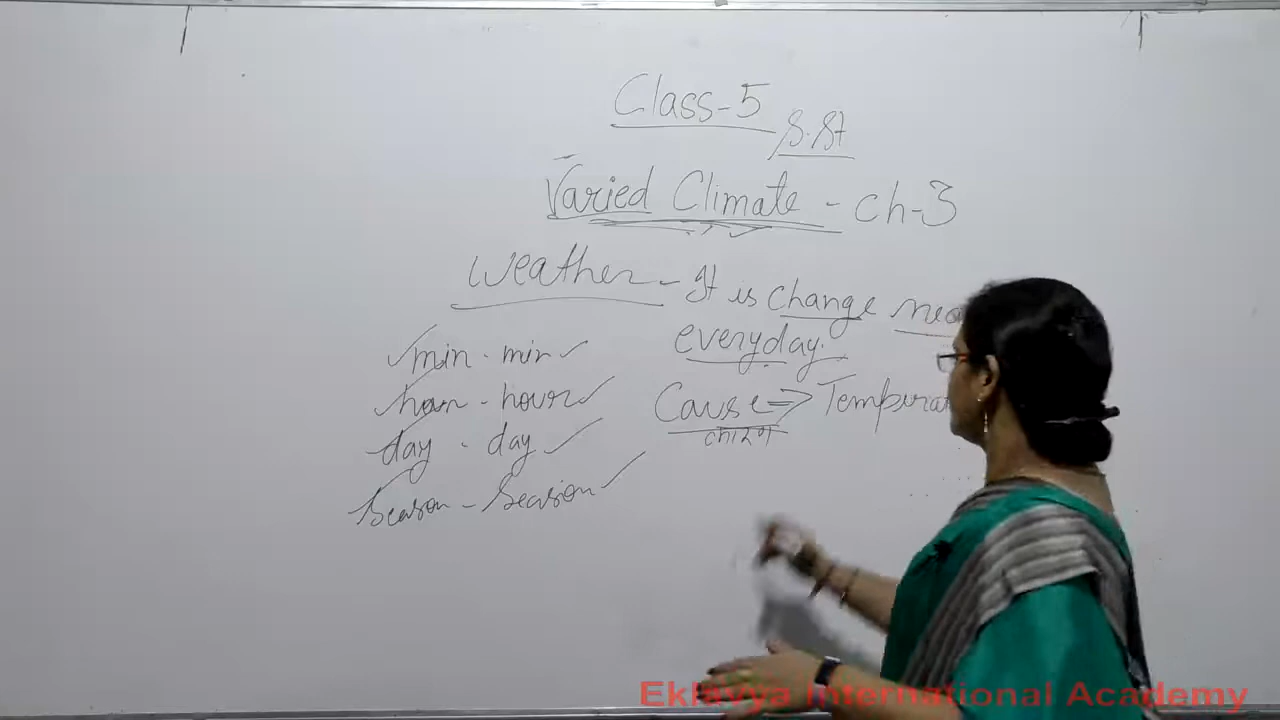 Class-5
S.St
Varied Climate - Ch-3
Weather - It is change
everyday.
min - min
hour - hour
day - day
Season - Season
Cause =>
Eklavya International Academy